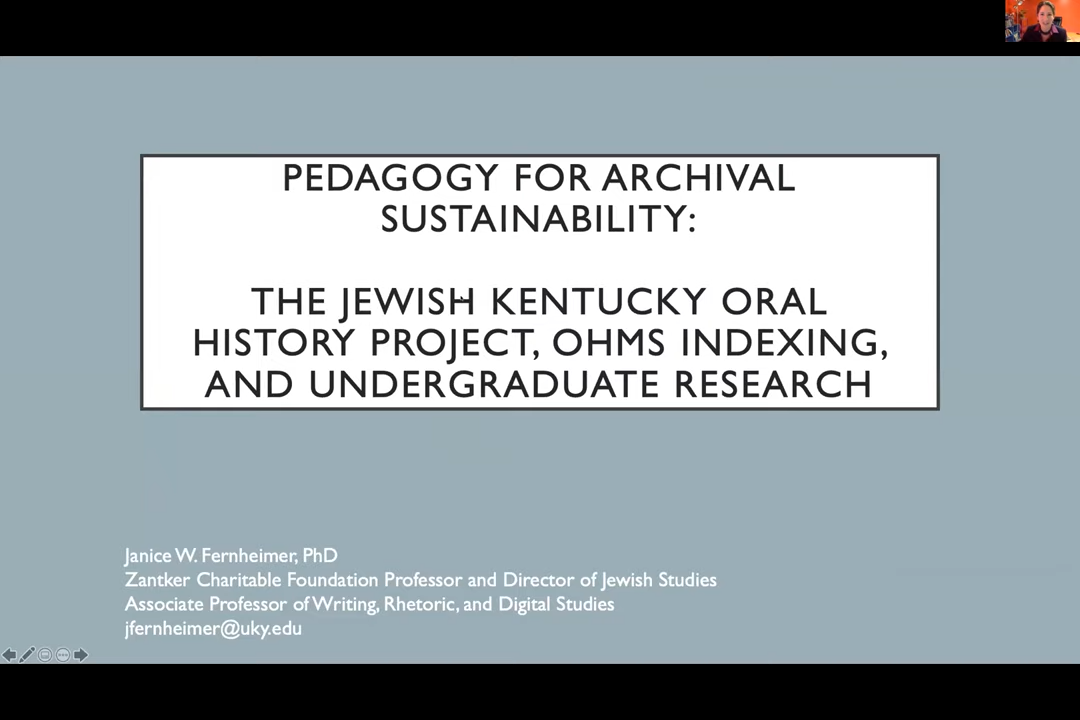 PEDAGOGY FOR ARCHIVAL
SUSTAINABILITY:
THE JEWISH KENTUCKY ORAL
HISTORY PROJECT, OHMS INDEXING,
AND UNDERGRADUATE RESEARCH
Janice W. Fernheimer, PhD
Zantker Charitable Foundation Professor and Director of Jewish Studies
Associate Professor of Writing, Rhetoric, and Digital Studies
jfernheimer@uky.edu